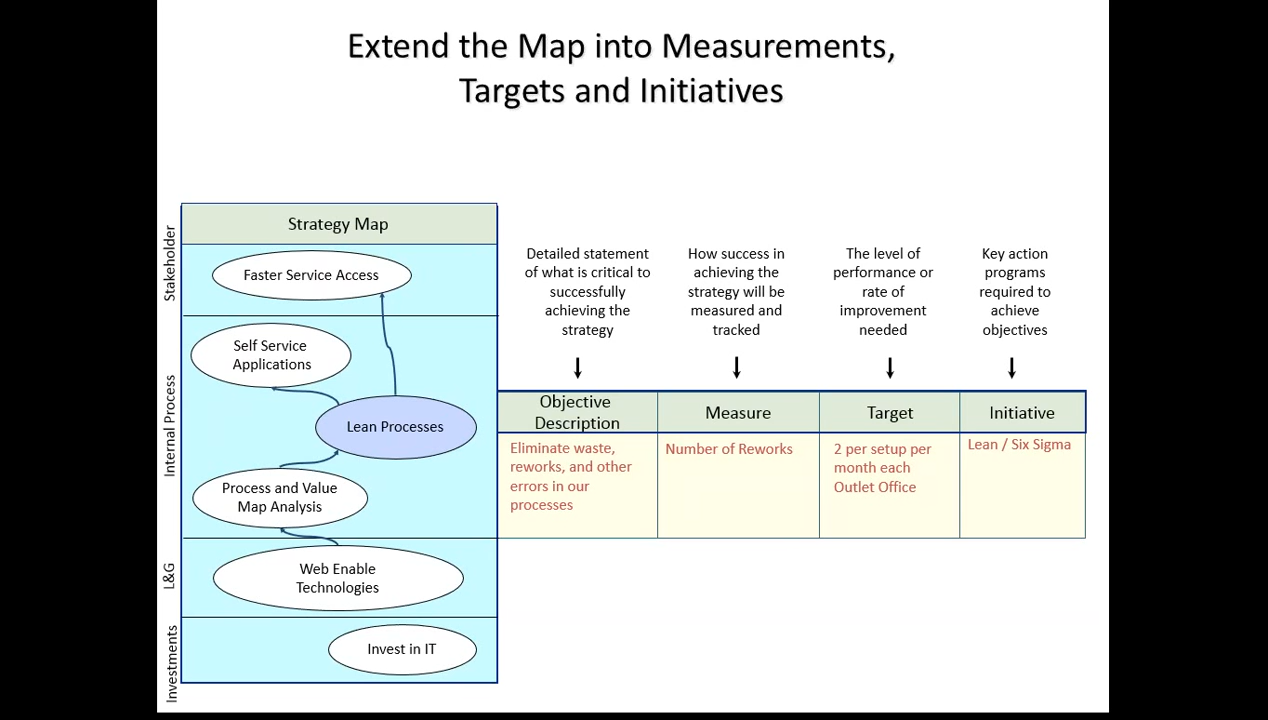 Extend the Map into Measurements,
Targets and Initiatives
Strategy Map
Stakeholder
Faster Service Access
Internal Process
Self Service
Applications
Lean Processes
Process and Value
Map Analysis
L&G
Web Enable
Technologies
Investments
Invest in IT
Detailed statement
of what is critical to
successfully
achieving the
strategy
How success in
achieving the
strategy will be
measured and
tracked
The level of
performance or
rate of
improvement
needed
Key action
programs
required to
achieve
objectives
Objective
Description
Measure
Target
Initiative
Eliminate waste,
reworks, and other
errors in our
processes
Number of Reworks
2 per setup per
month each
Outlet Office
Lean / Six Sigma